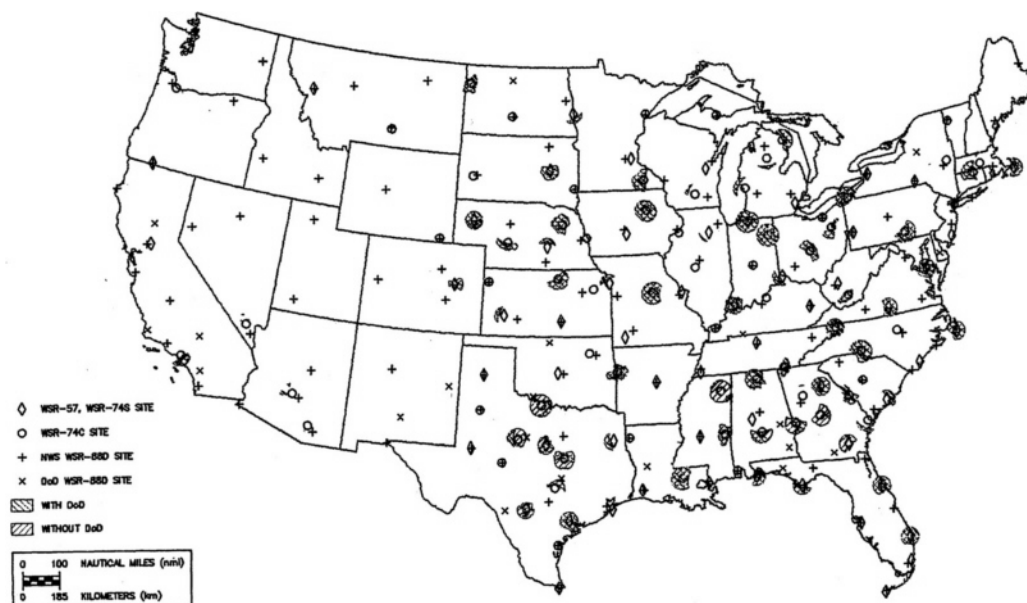 WSR-57, WSR-74S SITE
WSR-74C SITE
NWS WSR-88D SITE
DoD WSR-88D SITE
WITH DoD
WITHOUT DoD
0 100 NAUTICAL MILES (nmi)
0 185 KILOMETERS (km)